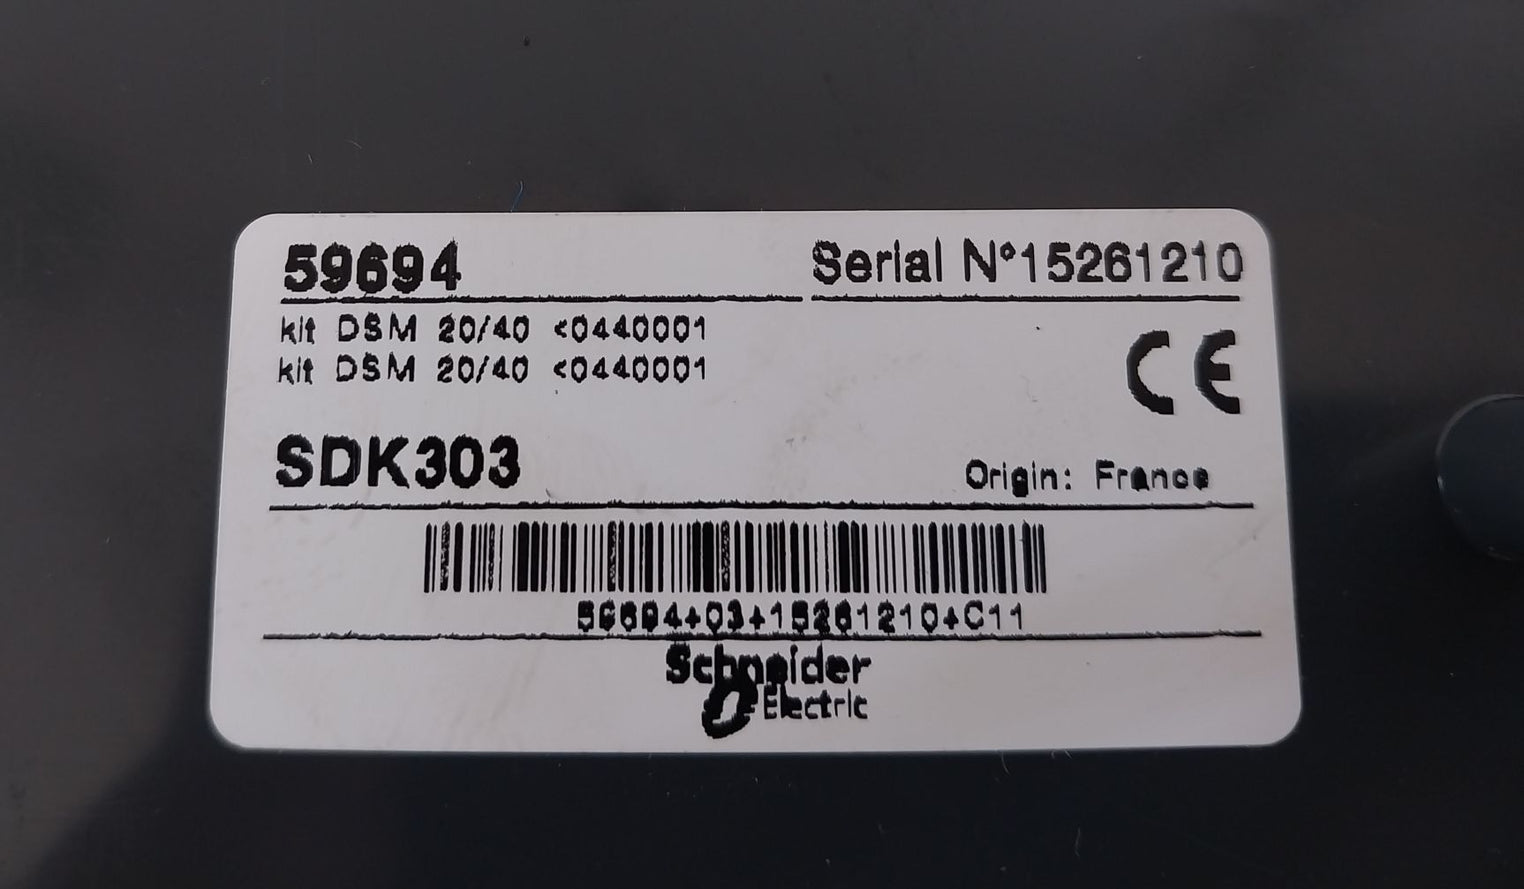 59694
Serial N°15261210
kit DSM 20/40 <0440001
kit DSM 20/40 <0440001
CE
SDK303
Origin: France
59694+03+15261210+C11
Schneider
Electric